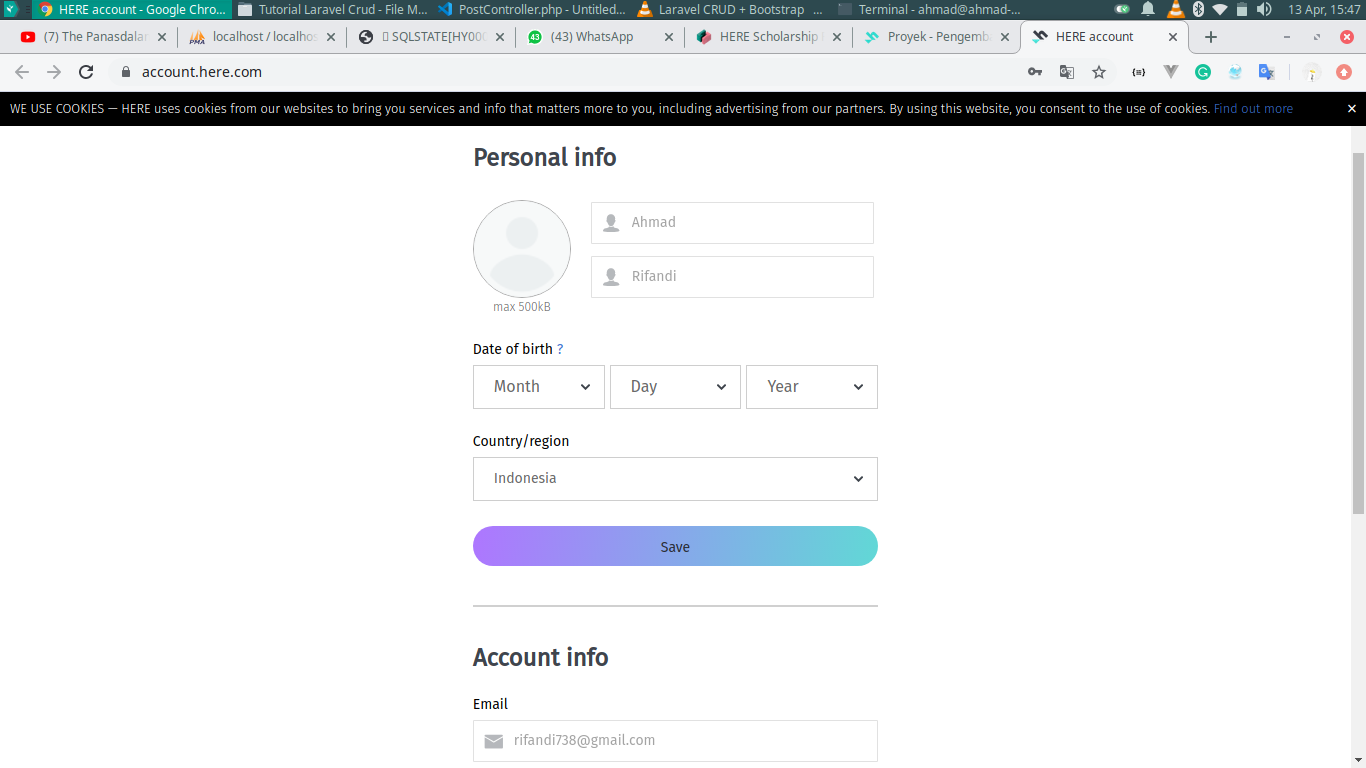 HERE account - Google Chro... Tutorial Laravel Crud - File M... PostController.php - Untitled... Laravel CRUD + Bootstrap ... Terminal - ahmad@ahmad-... 13 Apr, 15:47
(7) The Panasdalam localhost / localhos SQLSTATE[HY000 (43) WhatsApp HERE Scholarship Proyek - Pengemb HERE account
account.here.com
WE USE COOKIES — HERE uses cookies from our websites to bring you services and info that matters more to you, including advertising from our partners. By using this website, you consent to the use of cookies. Find out more
Personal info
Ahmad
Rifandi
max 500kB
Date of birth ?
Month Day Year
Country/region
Indonesia
Save
Account info
Email
rifandi738@gmail.com